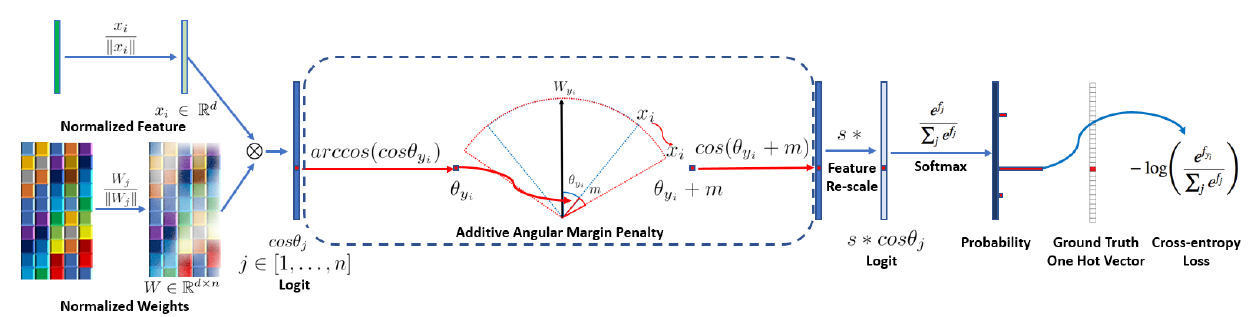 x_i
‖x_i‖
x_i ∈ ℝ^d
Normalized Feature
W_j
‖W_j‖
W ∈ ℝ^{d×n}
Normalized Weights
⊗
cosθ_j
j ∈ [1, . . . , n]
Logit
arccos(cosθ_{y_i})
θ_{y_i}
W_{y_i}
x_i
x_i
θ_{y_i}
m
Additive Angular Margin Penalty
cos(θ_{y_i} + m)
θ_{y_i} + m
s∗
Feature
Re-scale
s ∗ cosθ_j
Logit
e^{f_j}
∑_j e^{f_j}
Softmax
Probability
Ground Truth
One Hot Vector
− log(e^{f_{y_i}} / ∑_j e^{f_j})
Cross-entropy
Loss